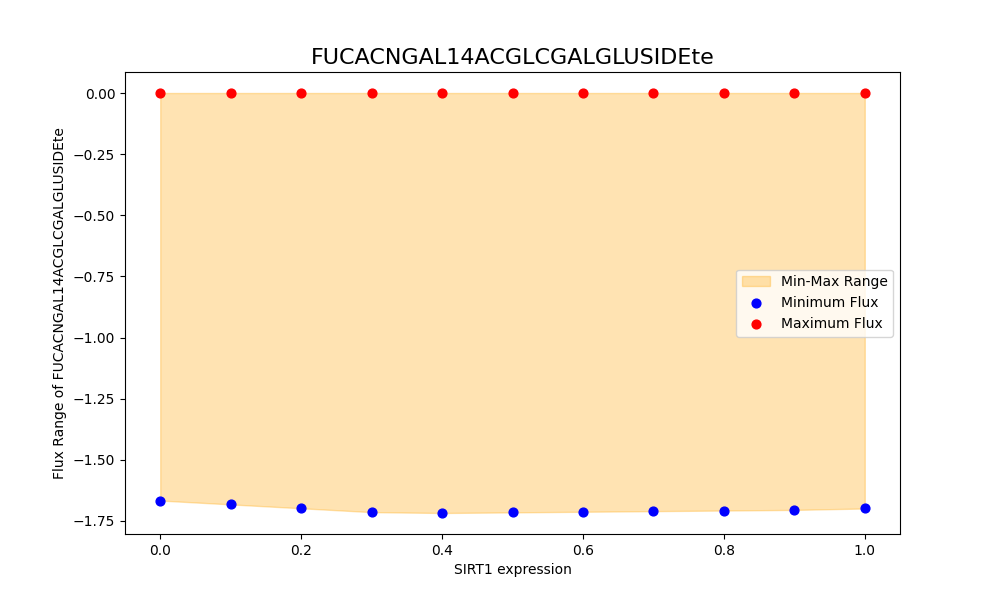 FUCACNGAL14ACGLCGALGLUSIDEte
Flux Range of FUCACNGAL14ACGLCGALGLUSIDEte
0.00
−0.25
−0.50
−0.75
−1.00
−1.25
−1.50
−1.75
Min-Max Range
Minimum Flux
Maximum Flux
0.0 0.2 0.4 0.6 0.8 1.0
SIRT1 expression